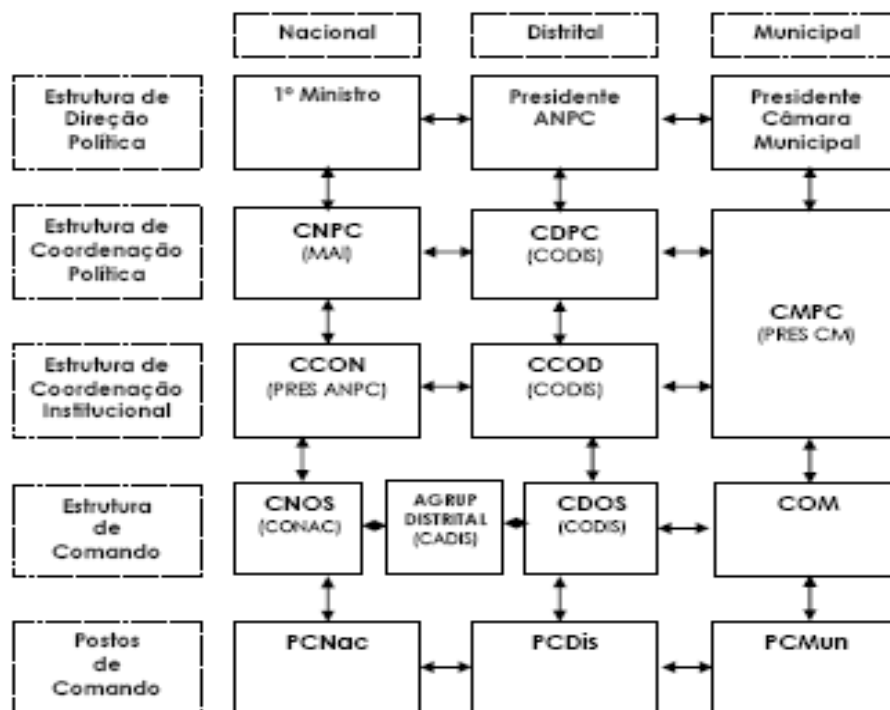 Nacional
Distrital
Municipal
Estrutura de
Direção
Política
1º Ministro
Presidente
ANPC
Presidente
Câmara
Municipal
Estrutura de
Coordenação
Política
CNPC
(MAI)
CDPC
(CODIS)
CMPC
(PRES CM)
Estrutura de
Coordenação
Institucional
CCON
(PRES ANPC)
CCOD
(CODIS)
Estrutura
de
Comando
CNOS
(CONAC)
AGRUP
DISTRITAL
(CADIS)
CDOS
(CODIS)
COM
Postos
de
Comando
PCNac
PCDis
PCMun